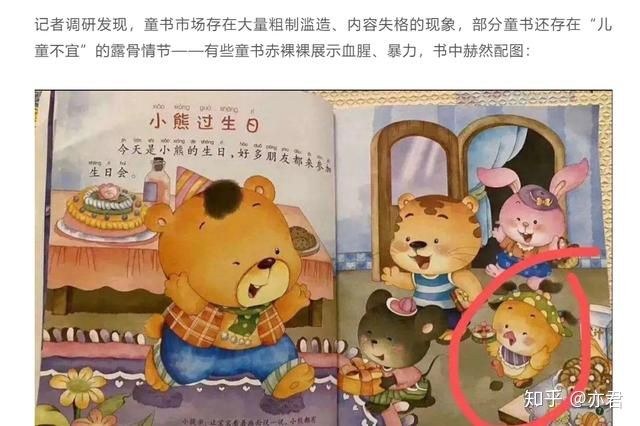 记者调研发现，童书市场存在大量粗制滥造、内容失格的现象，部分童书还存在“儿
童不宜”的露骨情节——有些童书赤裸裸展示血腥、暴力，书中赫然配图：
xiǎo xióng guò shēng rì
小熊过生日
今天是小熊的生日，好多朋友都来参加
shēng rì huì
生日会。
知乎 @亦君